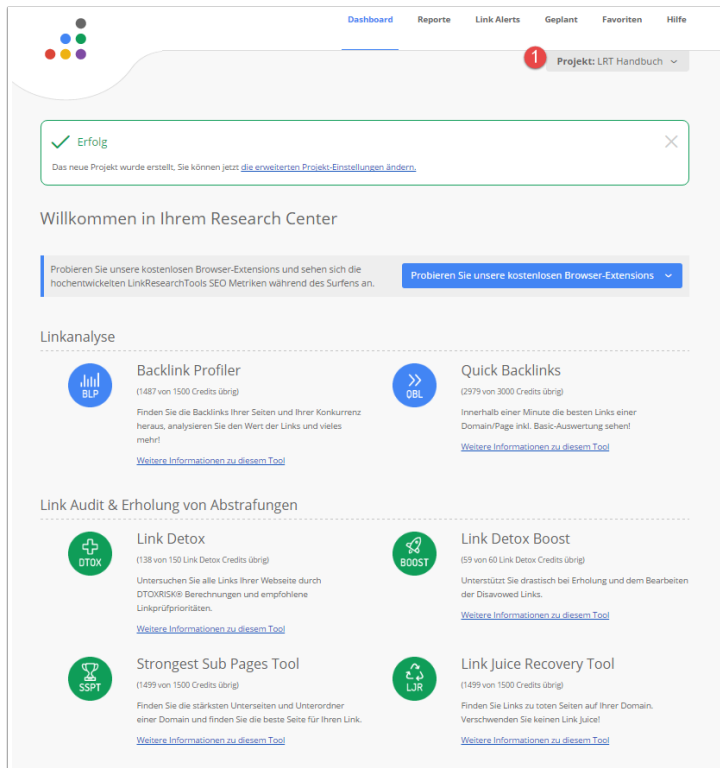 Dashboard Reporte Link Alerts Geplant Favoriten Hilfe
1 Projekt: LRT Handbuch
Erfolg
Das neue Projekt wurde erstellt, Sie können jetzt die erweiterten Projekt-Einstellungen ändern.
Willkommen in Ihrem Research Center
Probieren Sie unsere kostenlosen Browser-Extensions und sehen sich die
hochentwickelten LinkResearchTools SEO Metriken während des Surfens an.
Probieren Sie unsere kostenlosen Browser-Extensions
Linkanalyse
BLP
Backlink Profiler
(1487 von 1500 Credits übrig)
Finden Sie die Backlinks Ihrer Seiten und Ihrer Konkurrenz
heraus, analysieren Sie den Wert der Links und vieles
mehr!
Weitere Informationen zu diesem Tool
QBL
Quick Backlinks
(2979 von 3000 Credits übrig)
Innerhalb einer Minute die besten Links einer
Domain/Page inkl. Basic-Auswertung sehen!
Weitere Informationen zu diesem Tool
Link Audit & Erholung von Abstrafungen
DTOX
Link Detox
(138 von 150 Link Detox Credits übrig)
Untersuchen Sie alle Links Ihrer Webseite durch
DTOXRISK® Berechnungen und empfohlene
Linkprüfprioritäten.
Weitere Informationen zu diesem Tool
BOOST
Link Detox Boost
(59 von 60 Link Detox Credits übrig)
Unterstützt Sie drastisch bei Erholung und dem Bearbeiten
der Disavowed Links.
Weitere Informationen zu diesem Tool
SSPT
Strongest Sub Pages Tool
(1499 von 1500 Credits übrig)
Finden Sie die stärksten Unterseiten und Unterordner
einer Domain und finden Sie die beste Seite für Ihren Link.
Weitere Informationen zu diesem Tool
LJR
Link Juice Recovery Tool
(1499 von 1500 Credits übrig)
Finden Sie Links zu toten Seiten auf Ihrer Domain.
Verschwenden Sie keinen Link Juice!
Weitere Informationen zu diesem Tool